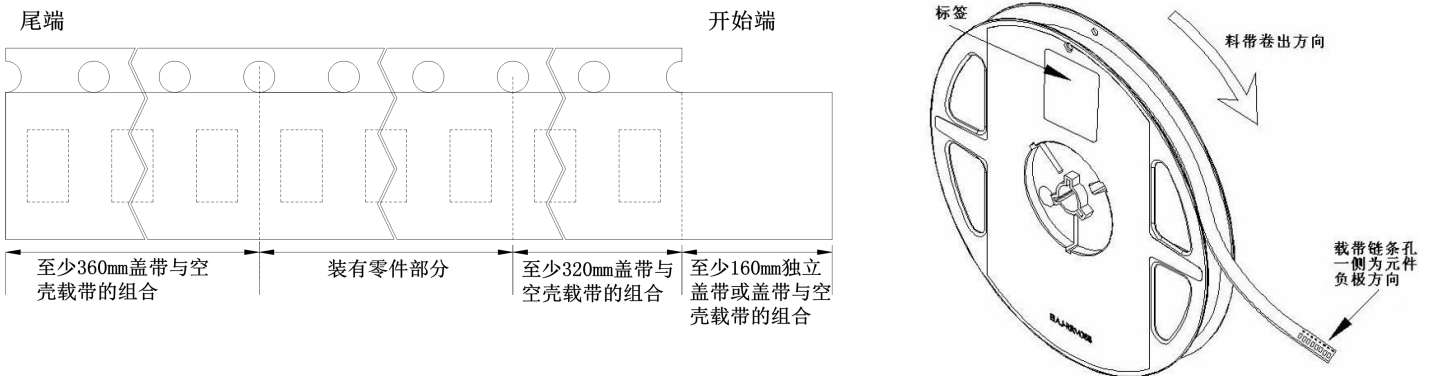 尾端
开始端
至少360mm盖带与空
壳载带的组合
装有零件部分
至少320mm盖带与
空壳载带的组合
至少160mm独立
盖带或盖带与空
壳载带的组合
标签
料带卷出方向
载带链条孔
一侧为元件
负极方向